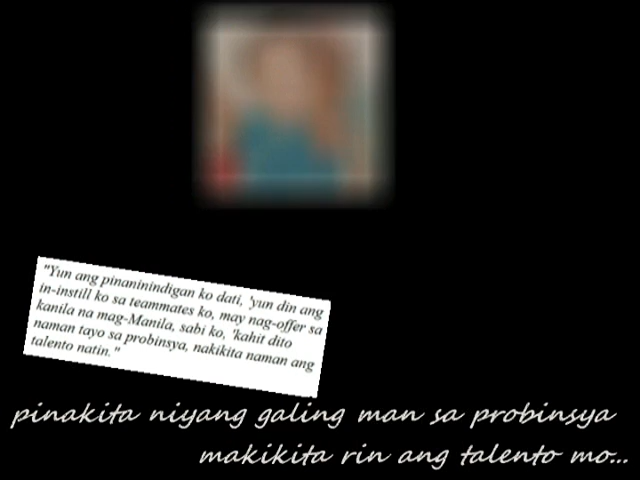 "Yun ang pinaninindigan ko dati, 'yun din ang
in-instill ko sa teammates ko, may nag-offer sa
kanila na mag-Manila, sabi ko, 'kahit dito
naman tayo sa probinsya, nakikita naman ang
talento natin."
pinakita niyang galing man sa probinsya
makikita rin ang talento mo...